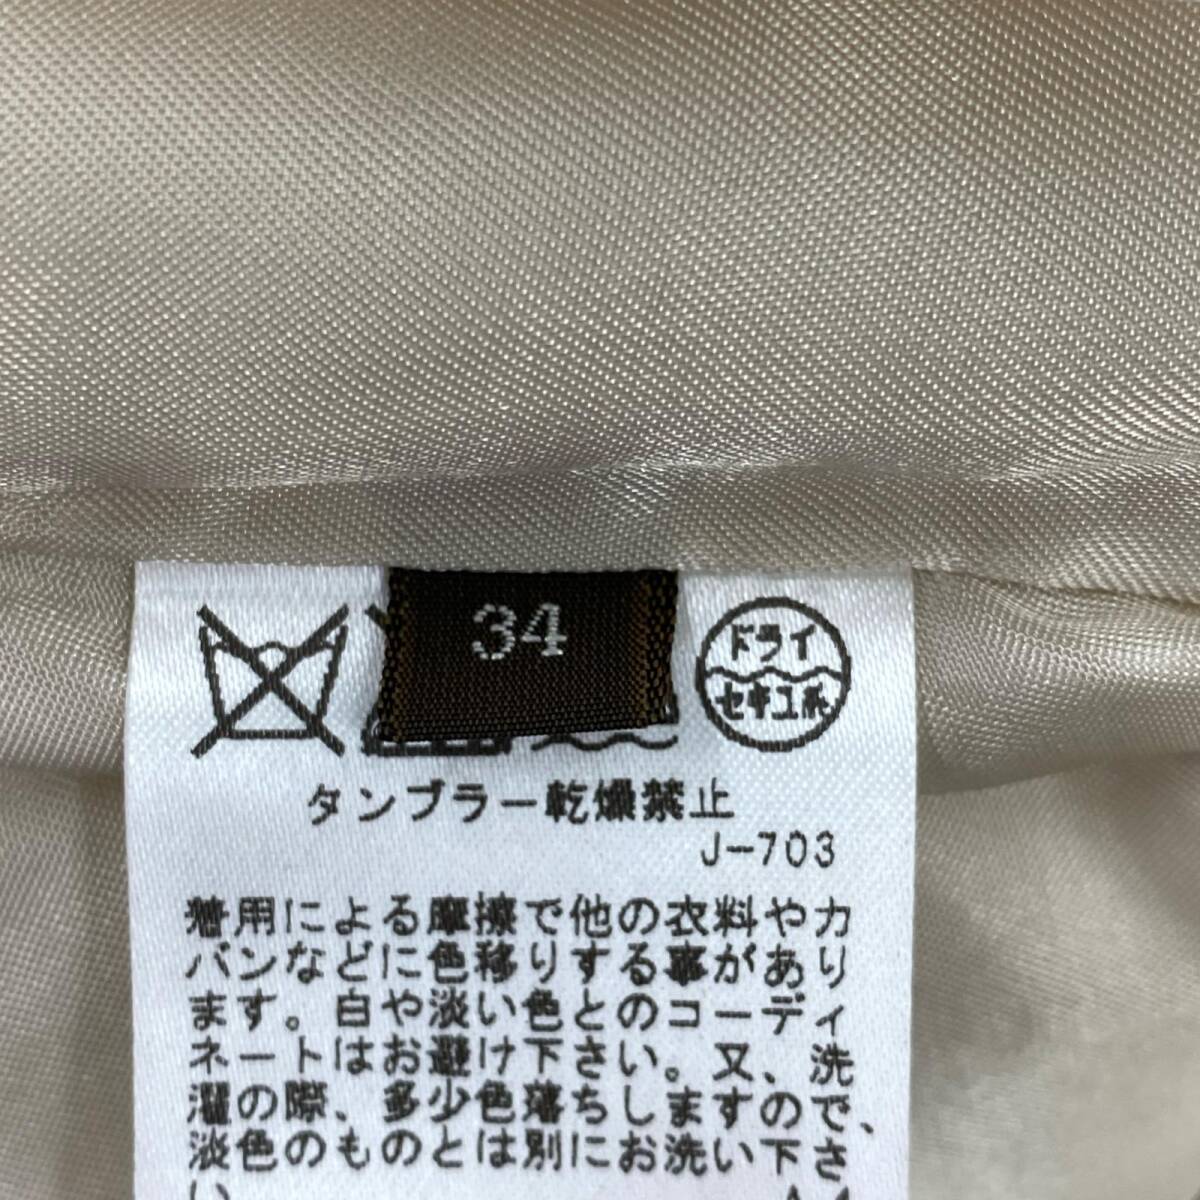 34
ドライ
セキユ系
タンブラー乾燥禁止
J-703
着用による摩擦で他の衣料やカ
バンなどに色移りする事があり
ます。白や淡い色とのコーディ
ネートはお避け下さい。又、洗
濯の際、多少色落ちしますので、
淡色のものとは別にお洗い下さ
い